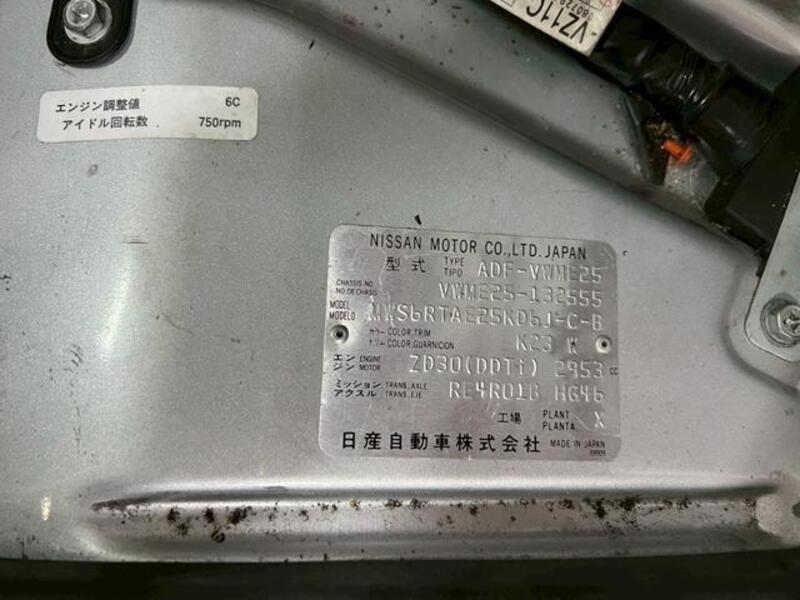 -VZ11C
エンジン調整値 6C
アイドル回転数 750rpm
NISSAN MOTOR CO.,LTD. JAPAN
型式 TYPE TIPO ADF-VWME25
CHASSIS NO. NO. DE CHASIS VWME25-132555
MODEL MODELO MWS6RTAE25KD6J-C-B
カラー COLOR,TRIM
トリム COLOR,GUARNICION K23 K
エンジン ENGINE MOTOR ZD30(DDTi) 2953 CC
ミッション TRANS,AXLE
アクスル TRANS,EJE RE4R01B HG46
工場 PLANT PLANTA X
日産自動車株式会社 MADE IN JAPAN